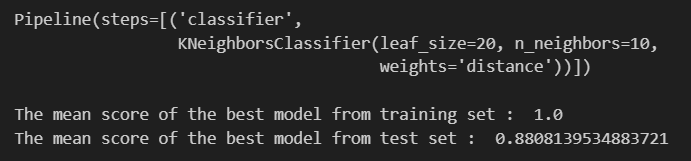 Pipeline(steps=[('classifier',
KNeighborsClassifier(leaf_size=20, n_neighbors=10,
weights='distance'))])
The mean score of the best model from training set :  1.0
The mean score of the best model from test set :  0.8808139534883721